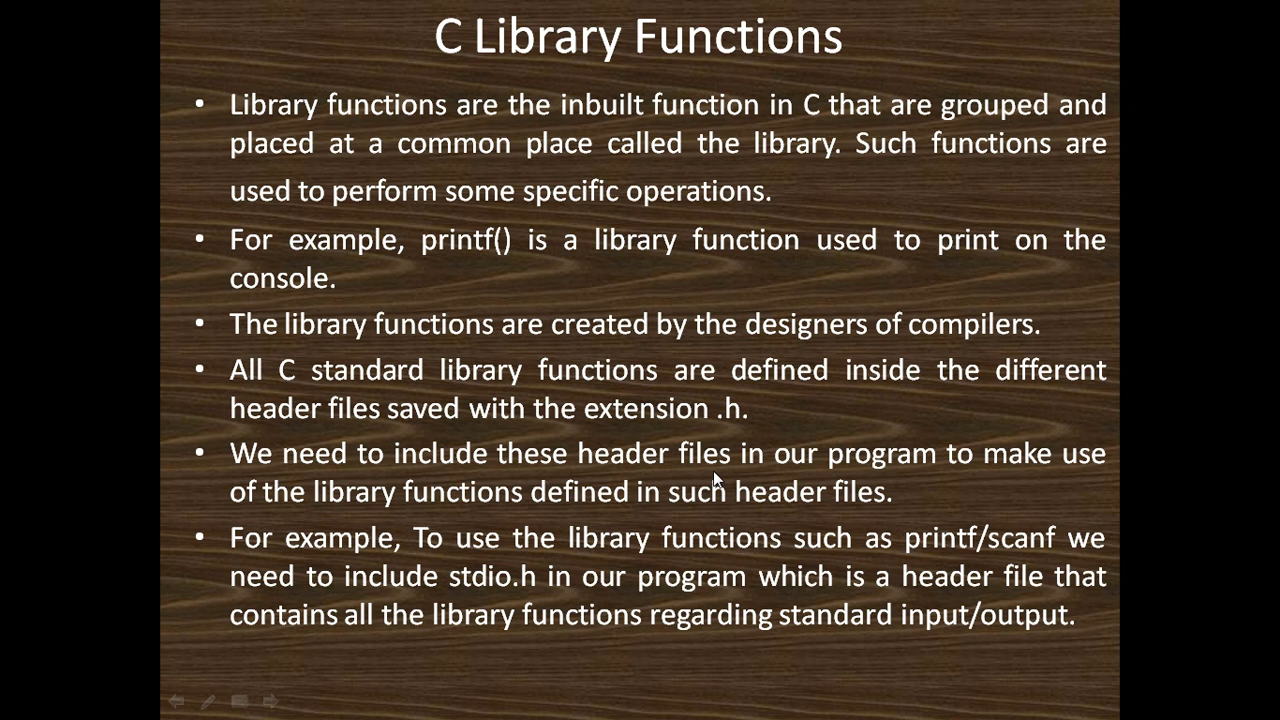 C Library Functions
• Library functions are the inbuilt function in C that are grouped and
placed at a common place called the library. Such functions are
used to perform some specific operations.
• For example, printf() is a library function used to print on the
console.
• The library functions are created by the designers of compilers.
• All C standard library functions are defined inside the different
header files saved with the extension .h.
• We need to include these header files in our program to make use
of the library functions defined in such header files.
• For example, To use the library functions such as printf/scanf we
need to include stdio.h in our program which is a header file that
contains all the library functions regarding standard input/output.